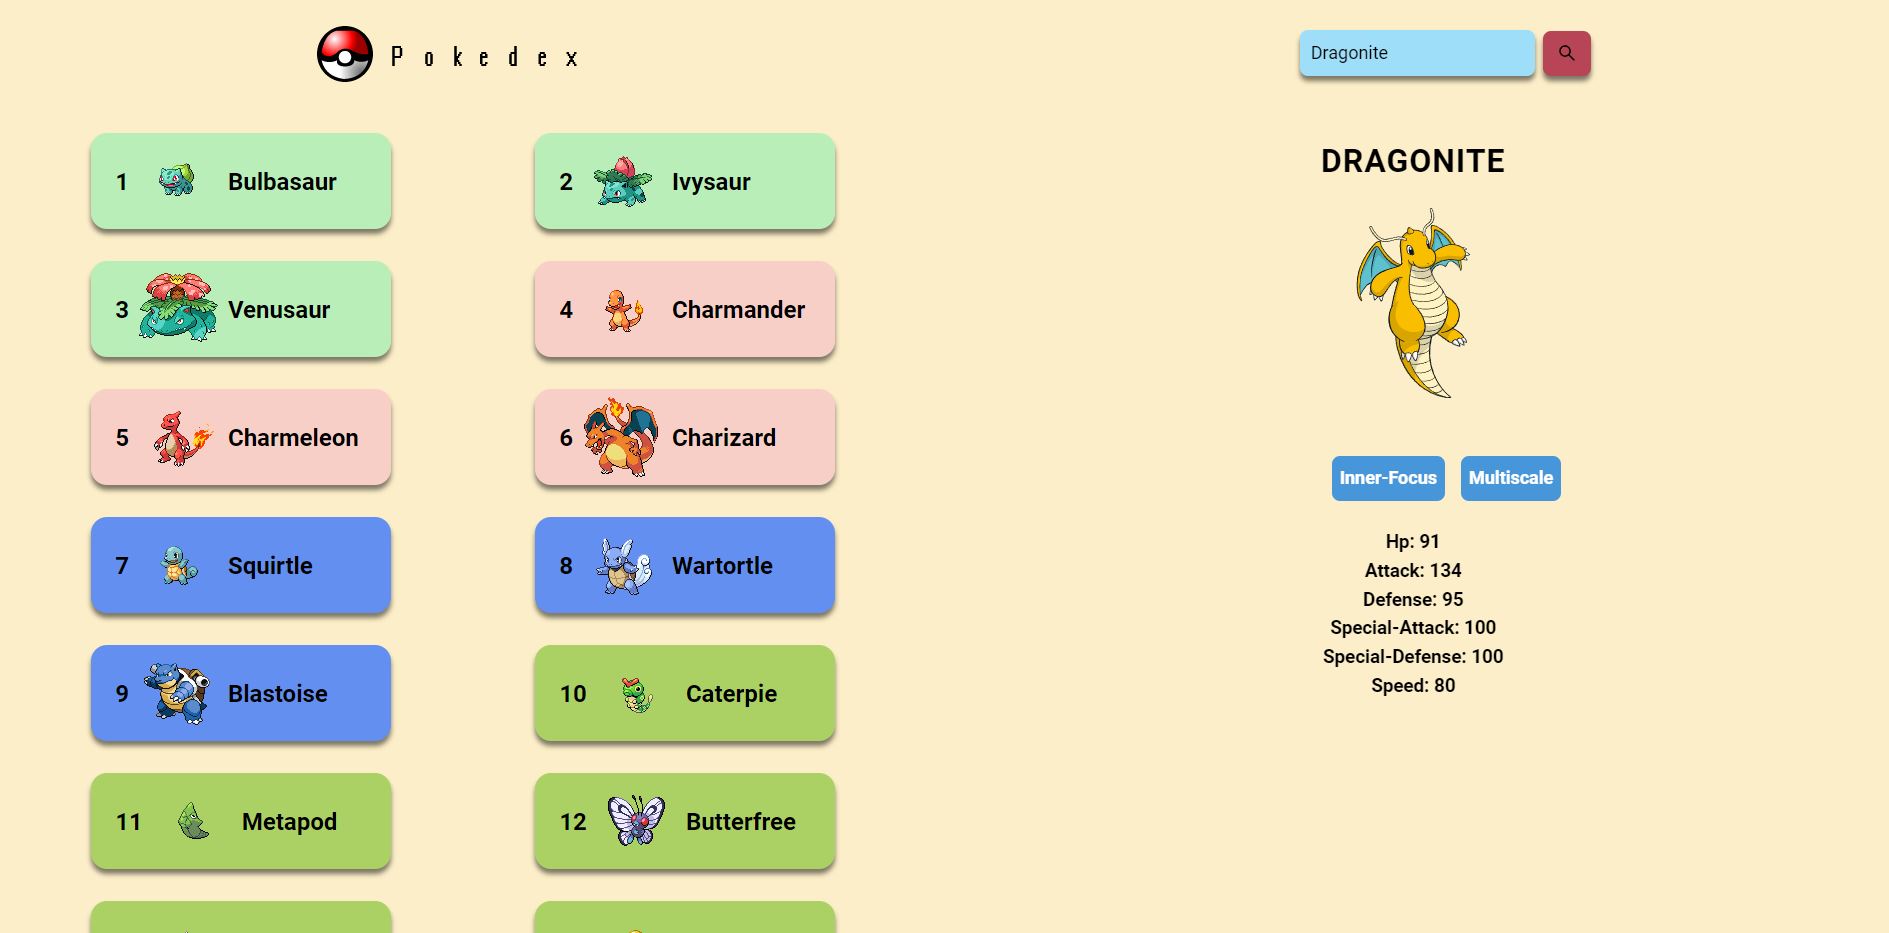 Pokedex
Dragonite
1 Bulbasaur
2 Ivysaur
3 Venusaur
4 Charmander
5 Charmeleon
6 Charizard
7 Squirtle
8 Wartortle
9 Blastoise
10 Caterpie
11 Metapod
12 Butterfree
DRAGONITE
Inner-Focus
Multiscale
Hp: 91
Attack: 134
Defense: 95
Special-Attack: 100
Special-Defense: 100
Speed: 80